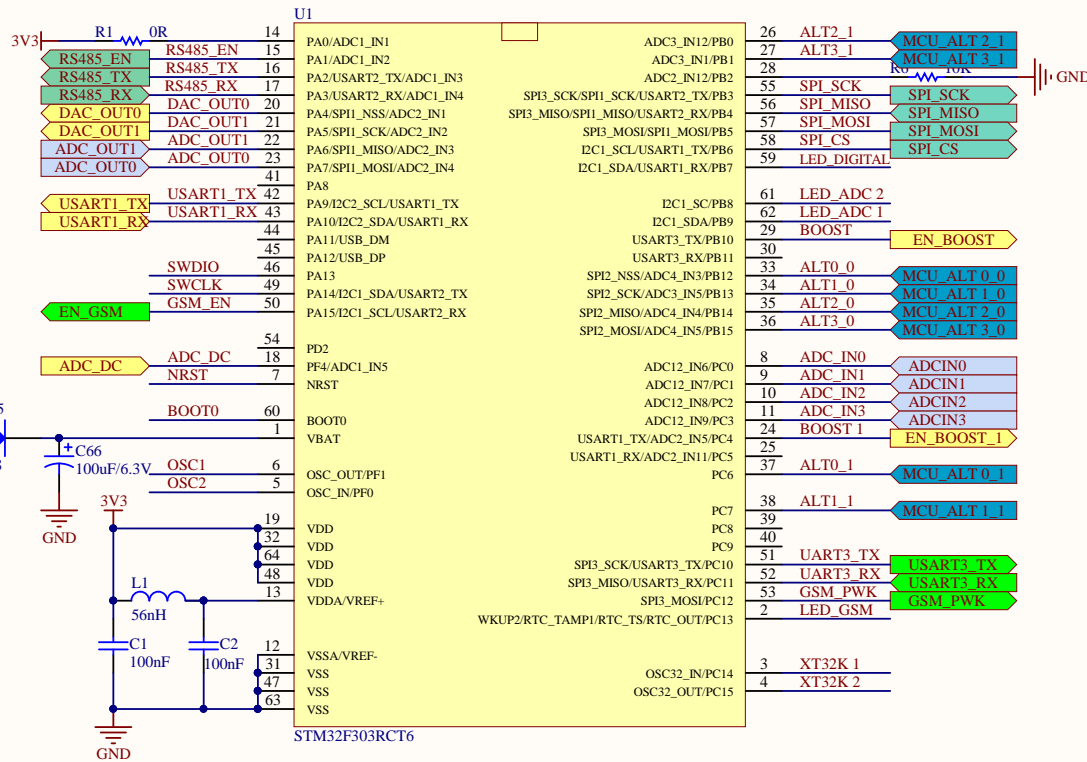 U1
R1 0R
3V3
14 PA0/ADC1_IN1
RS485_EN RS485_EN 15 PA1/ADC1_IN2
RS485_TX RS485_TX 16 PA2/USART2_TX/ADC1_IN3
RS485_RX RS485_RX 17 PA3/USART2_RX/ADC1_IN4
DAC_OUT0 DAC_OUT0 20 PA4/SPI1_NSS/ADC2_IN1
DAC_OUT1 DAC_OUT1 21 PA5/SPI1_SCK/ADC2_IN2
ADC_OUT1 ADC_OUT1 22 PA6/SPI1_MISO/ADC2_IN3
ADC_OUT0 ADC_OUT0 23 PA7/SPI1_MOSI/ADC2_IN4
41 PA8
USART1_TX USART1_TX 42 PA9/I2C2_SCL/USART1_TX
USART1_RX USART1_RX 43 PA10/I2C2_SDA/USART1_RX
44 PA11/USB_DM
45 PA12/USB_DP
SWDIO 46 PA13
SWCLK 49 PA14/I2C1_SDA/USART2_TX
EN_GSM GSM_EN 50 PA15/I2C1_SCL/USART2_RX
54 PD2
ADC_DC ADC_DC 18 PF4/ADC1_IN5
NRST 7 NRST
BOOT0 60 BOOT0
1 VBAT
C66
100uF/6.3V
GND
OSC1 6 OSC_OUT/PF1
OSC2 5 OSC_IN/PF0
3V3
19 VDD
32 VDD
64 VDD
48 VDD
L1
56nH
13 VDDA/VREF+
C1
100nF
C2
100nF
12 VSSA/VREF-
31 VSS
47 VSS
63 VSS
GND
STM32F303RCT6
ADC3_IN12/PB0 26 ALT2_1 MCU_ALT 2_1
ADC3_IN1/PB1 27 ALT3_1 MCU_ALT 3_1
ADC2_IN12/PB2 28 R6 10K GND
SPI3_SCK/SPI1_SCK/USART2_TX/PB3 55 SPI_SCK SPI_SCK
SPI3_MISO/SPI1_MISO/USART2_RX/PB4 56 SPI_MISO SPI_MISO
SPI3_MOSI/SPI1_MOSI/PB5 57 SPI_MOSI SPI_MOSI
I2C1_SCL/USART1_TX/PB6 58 SPI_CS SPI_CS
I2C1_SDA/USART1_RX/PB7 59 LED_DIGITAL
I2C1_SC/PB8 61 LED_ADC 2
I2C1_SDA/PB9 62 LED_ADC 1
USART3_TX/PB10 29 BOOST EN_BOOST
USART3_RX/PB11 30
SPI2_NSS/ADC4_IN3/PB12 33 ALT0_0 MCU_ALT 0_0
SPI2_SCK/ADC3_IN5/PB13 34 ALT1_0 MCU_ALT 1_0
SPI2_MISO/ADC4_IN4/PB14 35 ALT2_0 MCU_ALT 2_0
SPI2_MOSI/ADC4_IN5/PB15 36 ALT3_0 MCU_ALT 3_0
ADC12_IN6/PC0 8 ADC_IN0 ADCIN0
ADC12_IN7/PC1 9 ADC_IN1 ADCIN1
ADC12_IN8/PC2 10 ADC_IN2 ADCIN2
ADC12_IN9/PC3 11 ADC_IN3 ADCIN3
USART1_TX/ADC2_IN5/PC4 24 BOOST 1 EN_BOOST_1
USART1_RX/ADC2_IN11/PC5 25
PC6 37 ALT0_1 MCU_ALT 0_1
PC7 38 ALT1_1 MCU_ALT 1_1
PC8 39
PC9 40
SPI3_SCK/USART3_TX/PC10 51 UART3_TX USART3_TX
SPI3_MISO/USART3_RX/PC11 52 UART3_RX USART3_RX
SPI3_MOSI/PC12 53 GSM_PWK GSM_PWK
WKUP2/RTC_TAMP1/RTC_TS/RTC_OUT/PC13 2 LED_GSM
OSC32_IN/PC14 3 XT32K 1
OSC32_OUT/PC15 4 XT32K 2